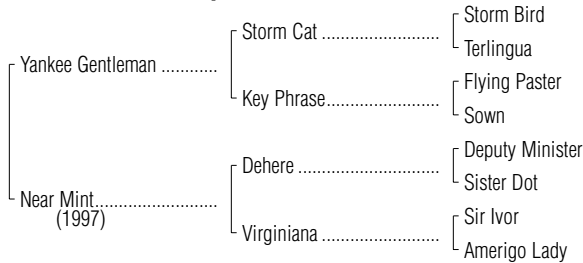 Storm Bird
Storm Cat ........................
Terlingua
Yankee Gentleman ............
Flying Paster
Key Phrase.......................
Sown
Deputy Minister
Dehere .............................
Sister Dot
Near Mint.........................
(1997)
Sir Ivor
Virginiana .........................
Amerigo Lady